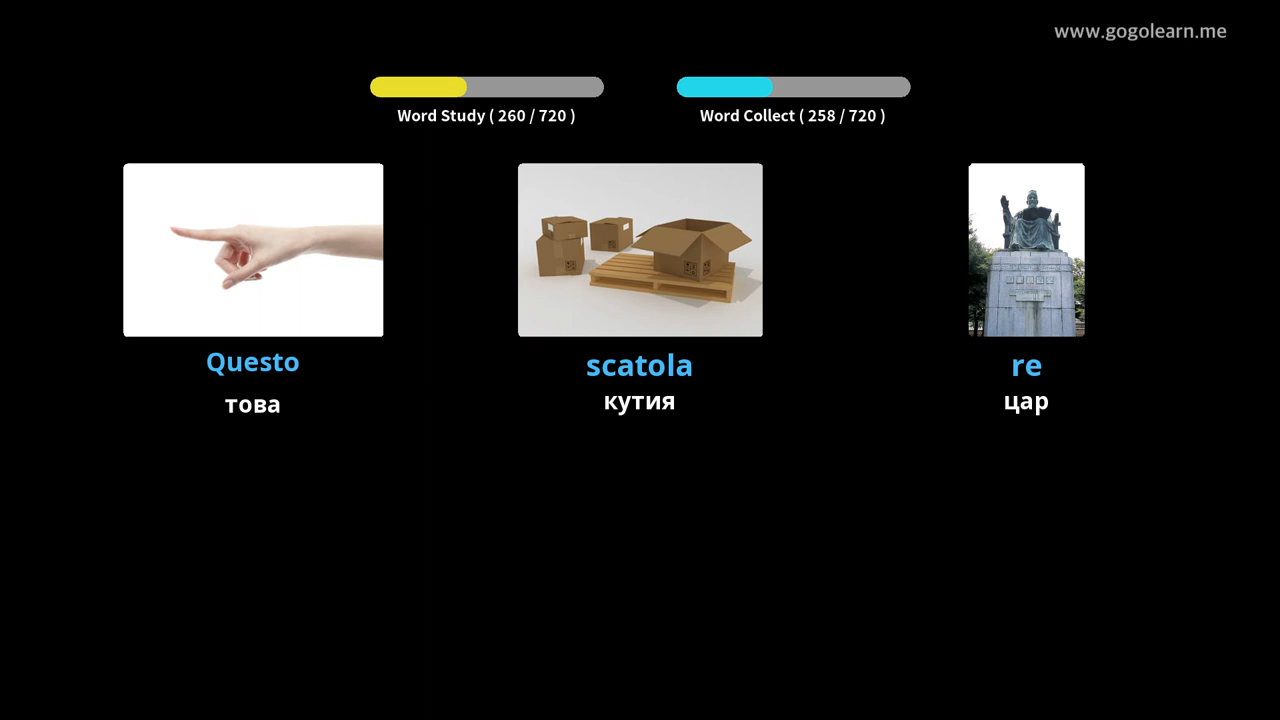 www.gogolearn.me
Word Study ( 260 / 720 )
Word Collect ( 258 / 720 )
Questo
това
scatola
кутия
re
цар